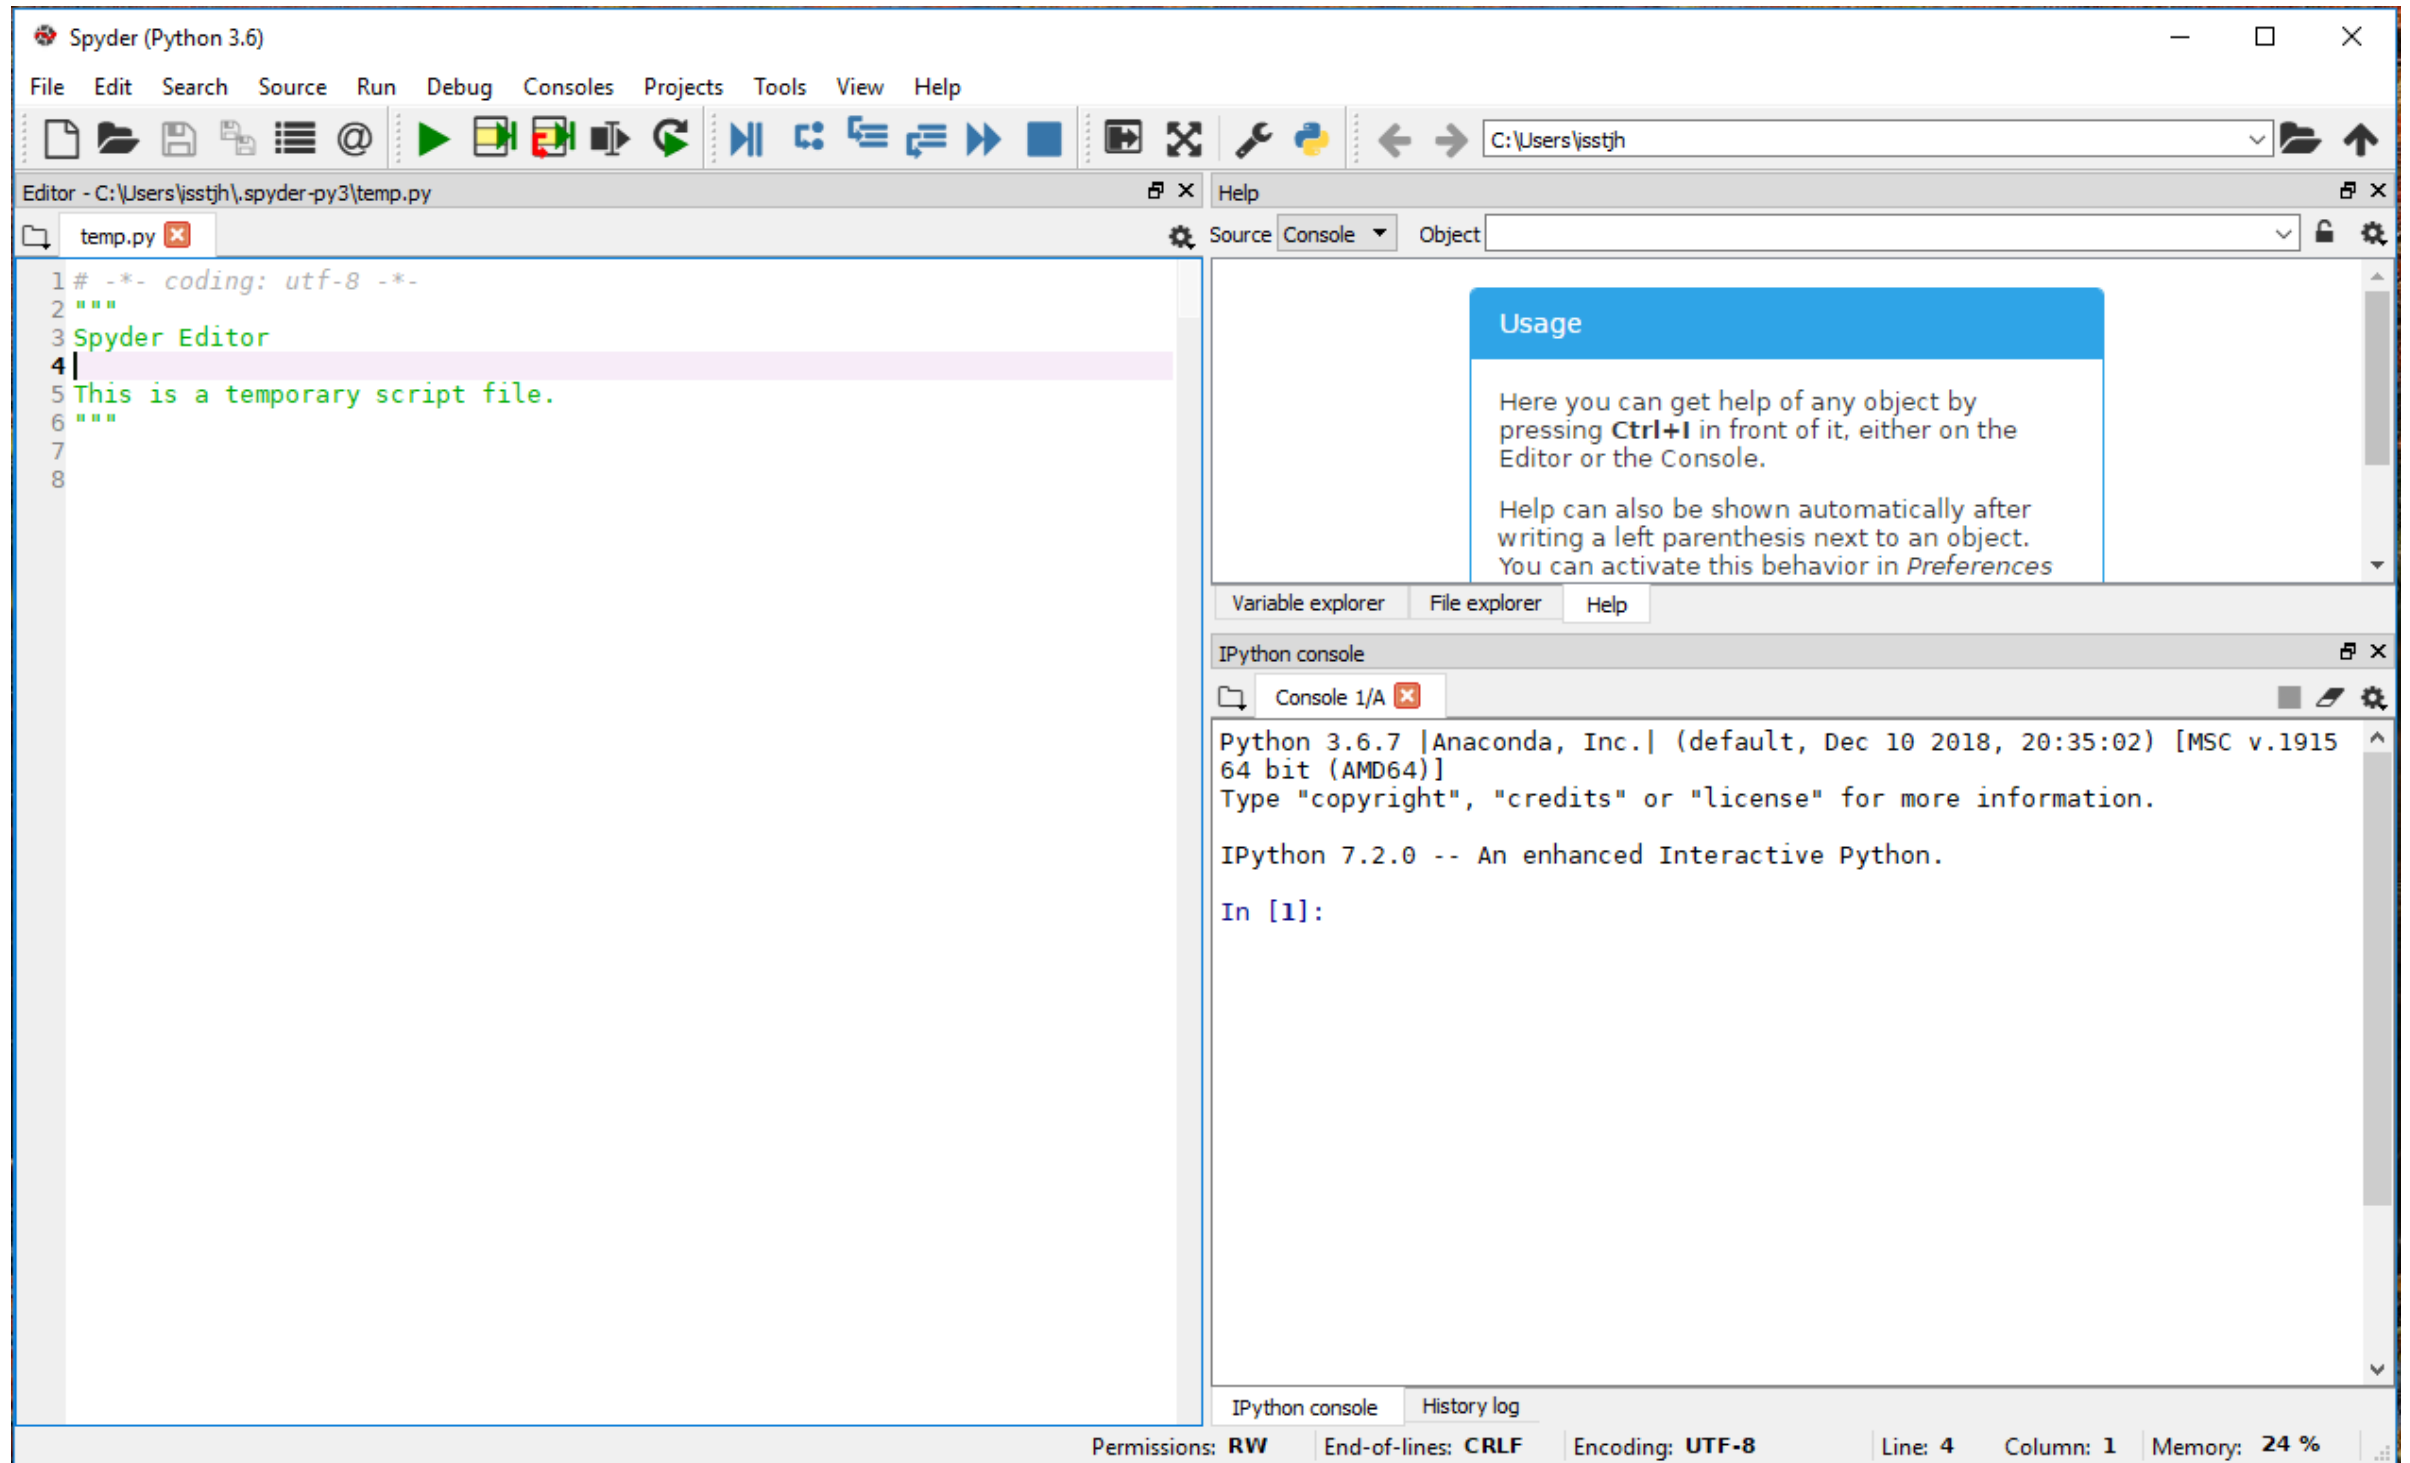 Spyder (Python 3.6)
File Edit Search Source Run Debug Consoles Projects Tools View Help
C:\Users\isstjh
Editor - C:\Users\isstjh\.spyder-py3\temp.py
temp.py
1 # -*- coding: utf-8 -*-
2 """
3 Spyder Editor
4
5 This is a temporary script file.
6 """
7
8
Help
Source Console Object
Usage
Here you can get help of any object by
pressing Ctrl+I in front of it, either on the
Editor or the Console.
Help can also be shown automatically after
writing a left parenthesis next to an object.
You can activate this behavior in Preferences
Variable explorer File explorer Help
IPython console
Console 1/A
Python 3.6.7 |Anaconda, Inc.| (default, Dec 10 2018, 20:35:02) [MSC v.1915
64 bit (AMD64)]
Type "copyright", "credits" or "license" for more information.
IPython 7.2.0 -- An enhanced Interactive Python.
In [1]:
IPython console History log
Permissions: RW End-of-lines: CRLF Encoding: UTF-8 Line: 4 Column: 1 Memory: 24 %